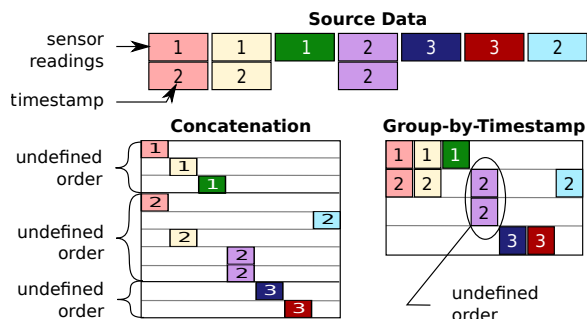 Source Data
sensor
readings
1 1 1 2 3 3 2
2 2 2
timestamp
Concatenation
undefined
order
1
1
1
undefined
order
2
2
2
2
2
undefined
order
3
3
Group-by-Timestamp
1 1 1
2 2 2 2
2
3 3
undefined
order